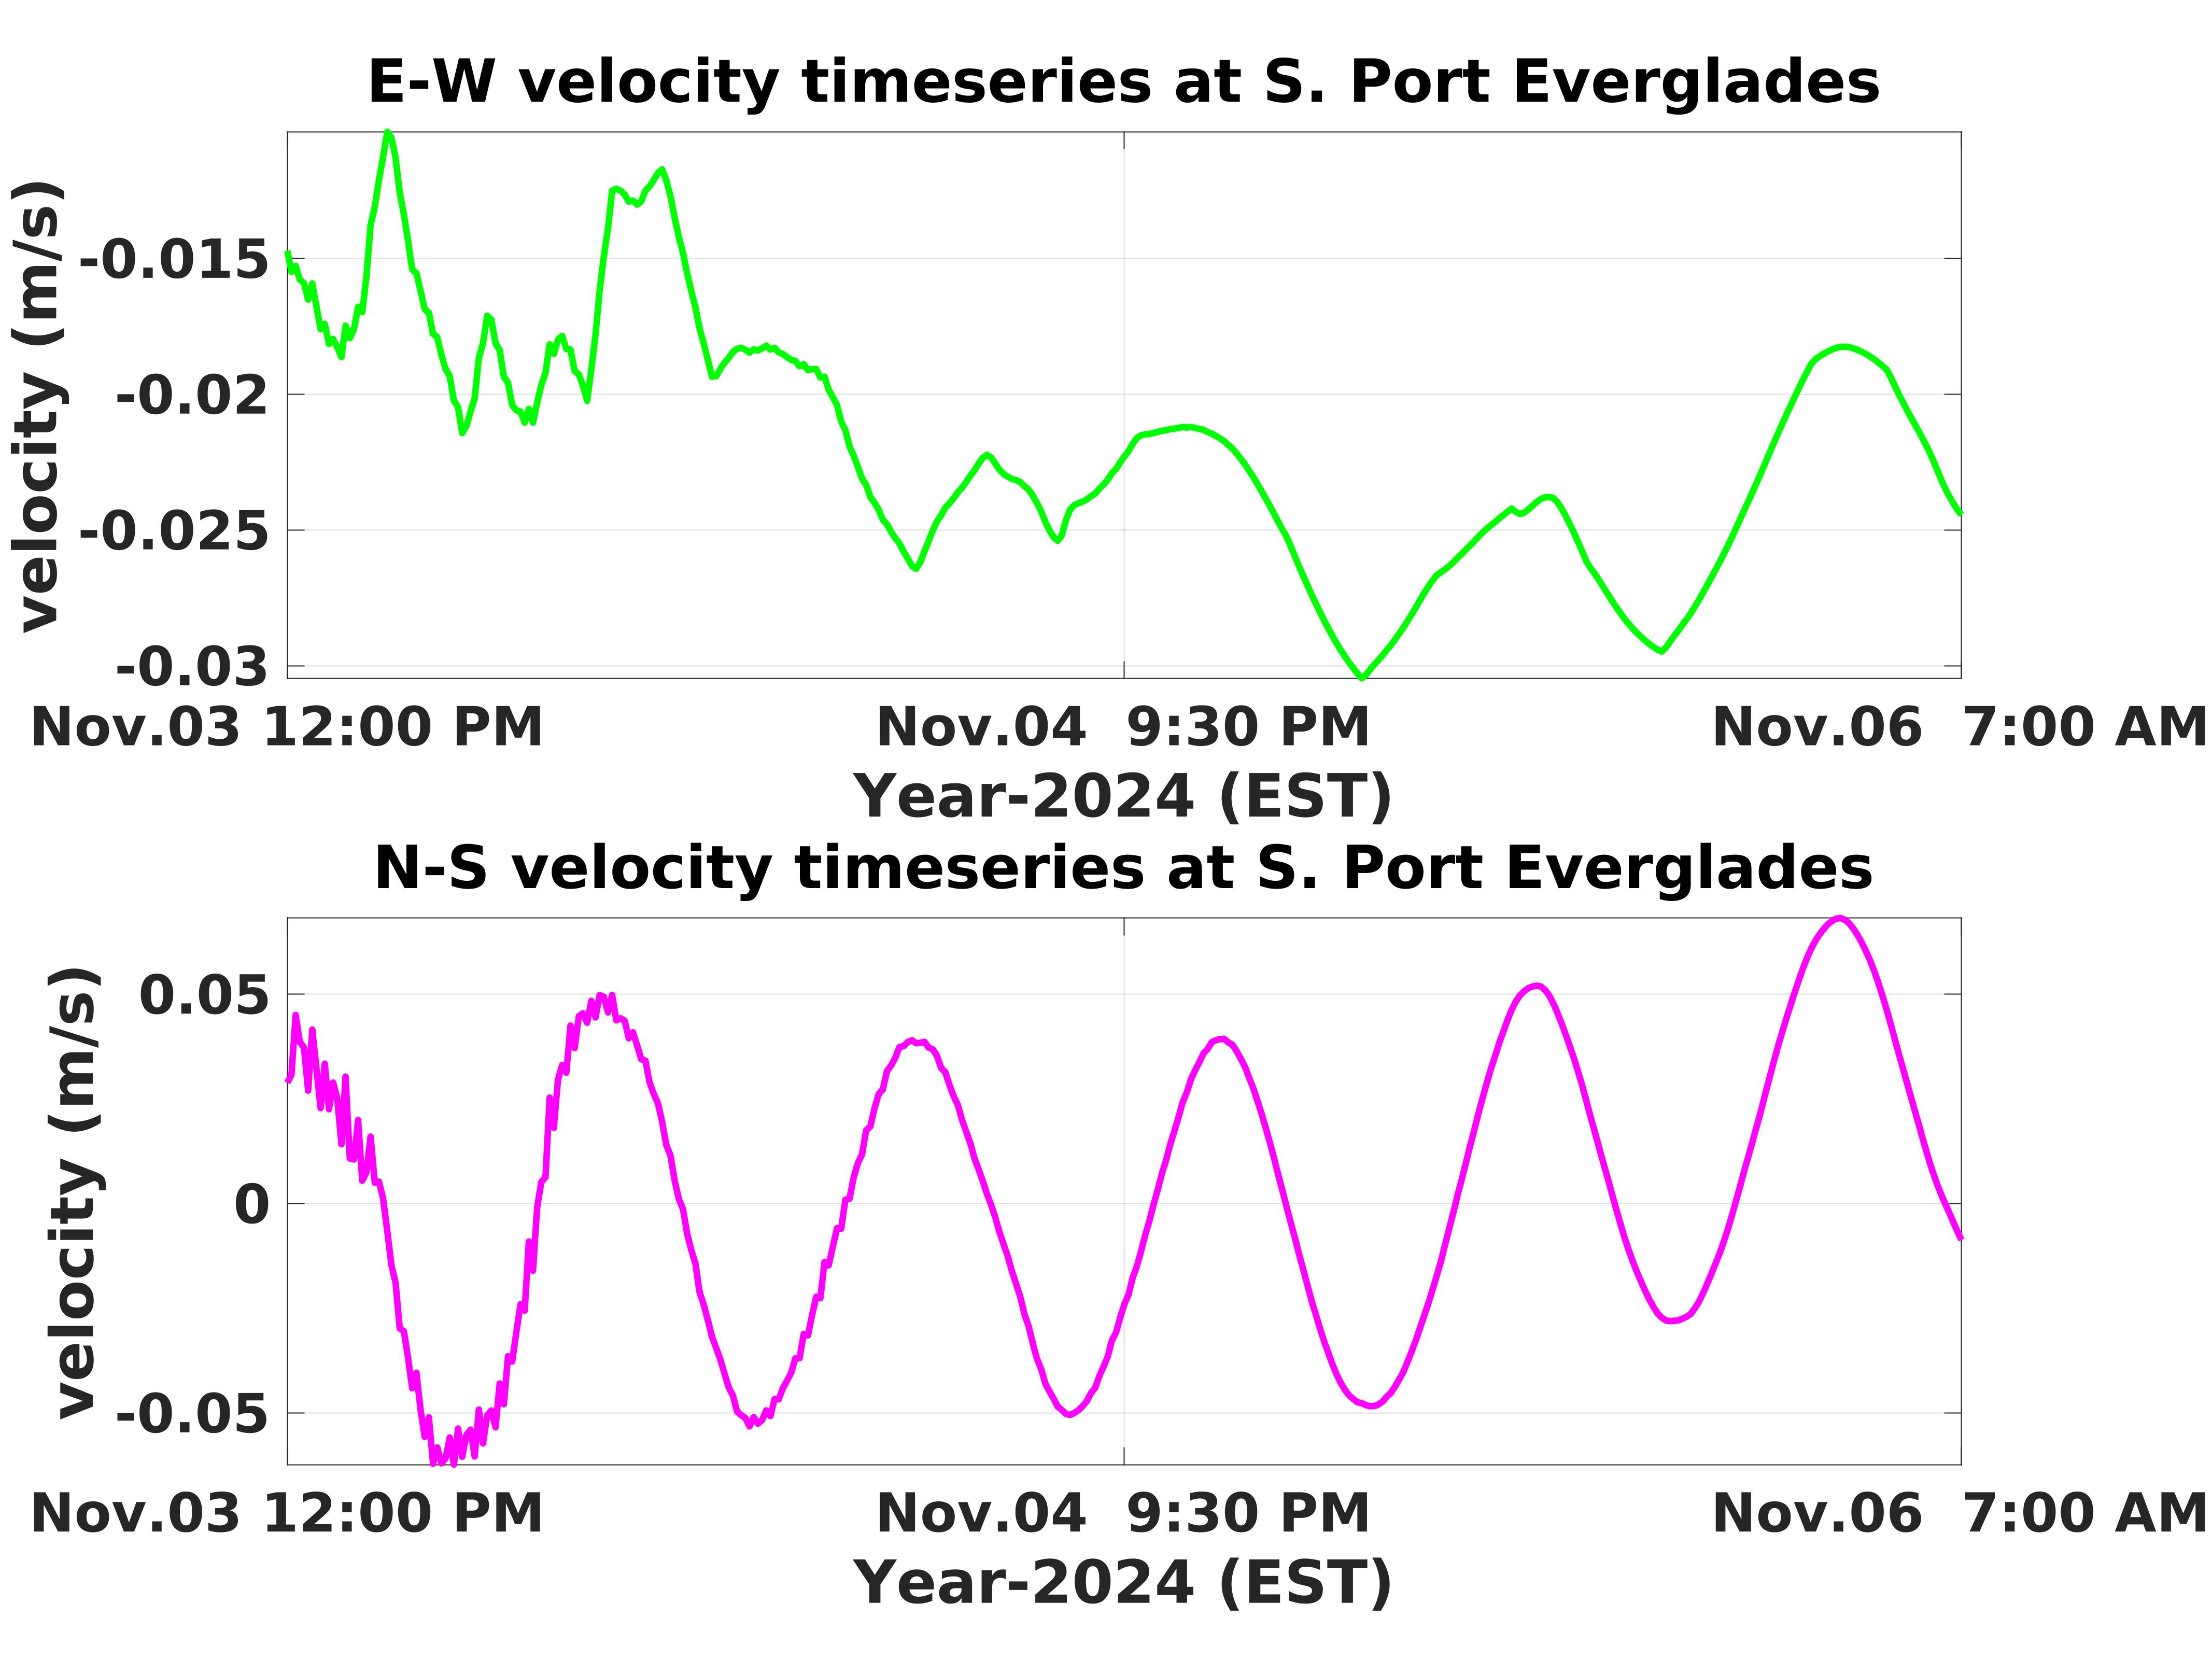 E-W velocity timeseries at S. Port Everglades
velocity (m/s)
-0.015
-0.02
-0.025
-0.03
Nov.03 12:00 PM
Nov.04  9:30 PM
Nov.06  7:00 AM
Year-2024 (EST)
N-S velocity timeseries at S. Port Everglades
velocity (m/s)
0.05
0
-0.05
Nov.03 12:00 PM
Nov.04  9:30 PM
Nov.06  7:00 AM
Year-2024 (EST)